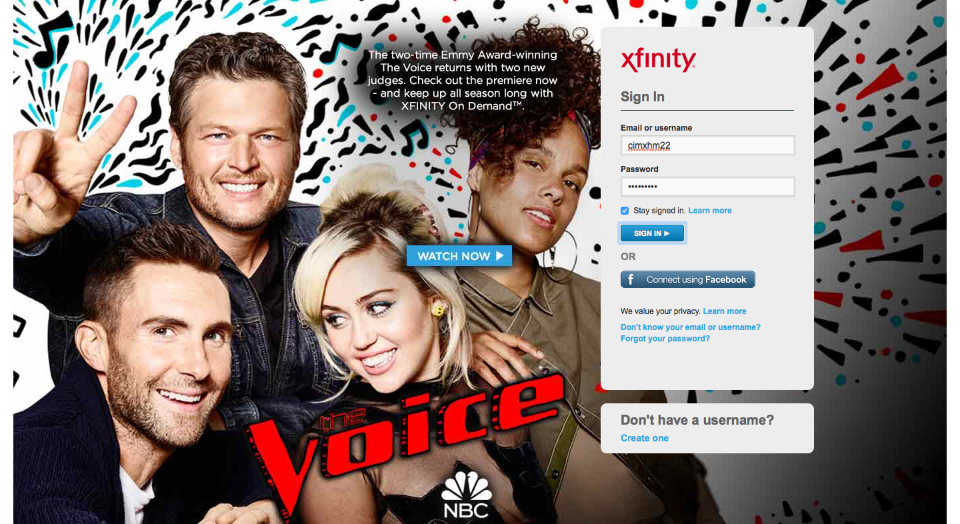 The two-time Emmy Award-winning
The Voice returns with two new
judges. Check out the premiere now
- and keep up all season long with
XFINITY On Demand™.
WATCH NOW
the
Voice
NBC
xfinity
Sign In
Email or username
cimxhm22
Password
•••••••••
Stay signed in. Learn more
SIGN IN
OR
f Connect using Facebook
We value your privacy. Learn more
Don't know your email or username?
Forgot your password?
Don't have a username?
Create one